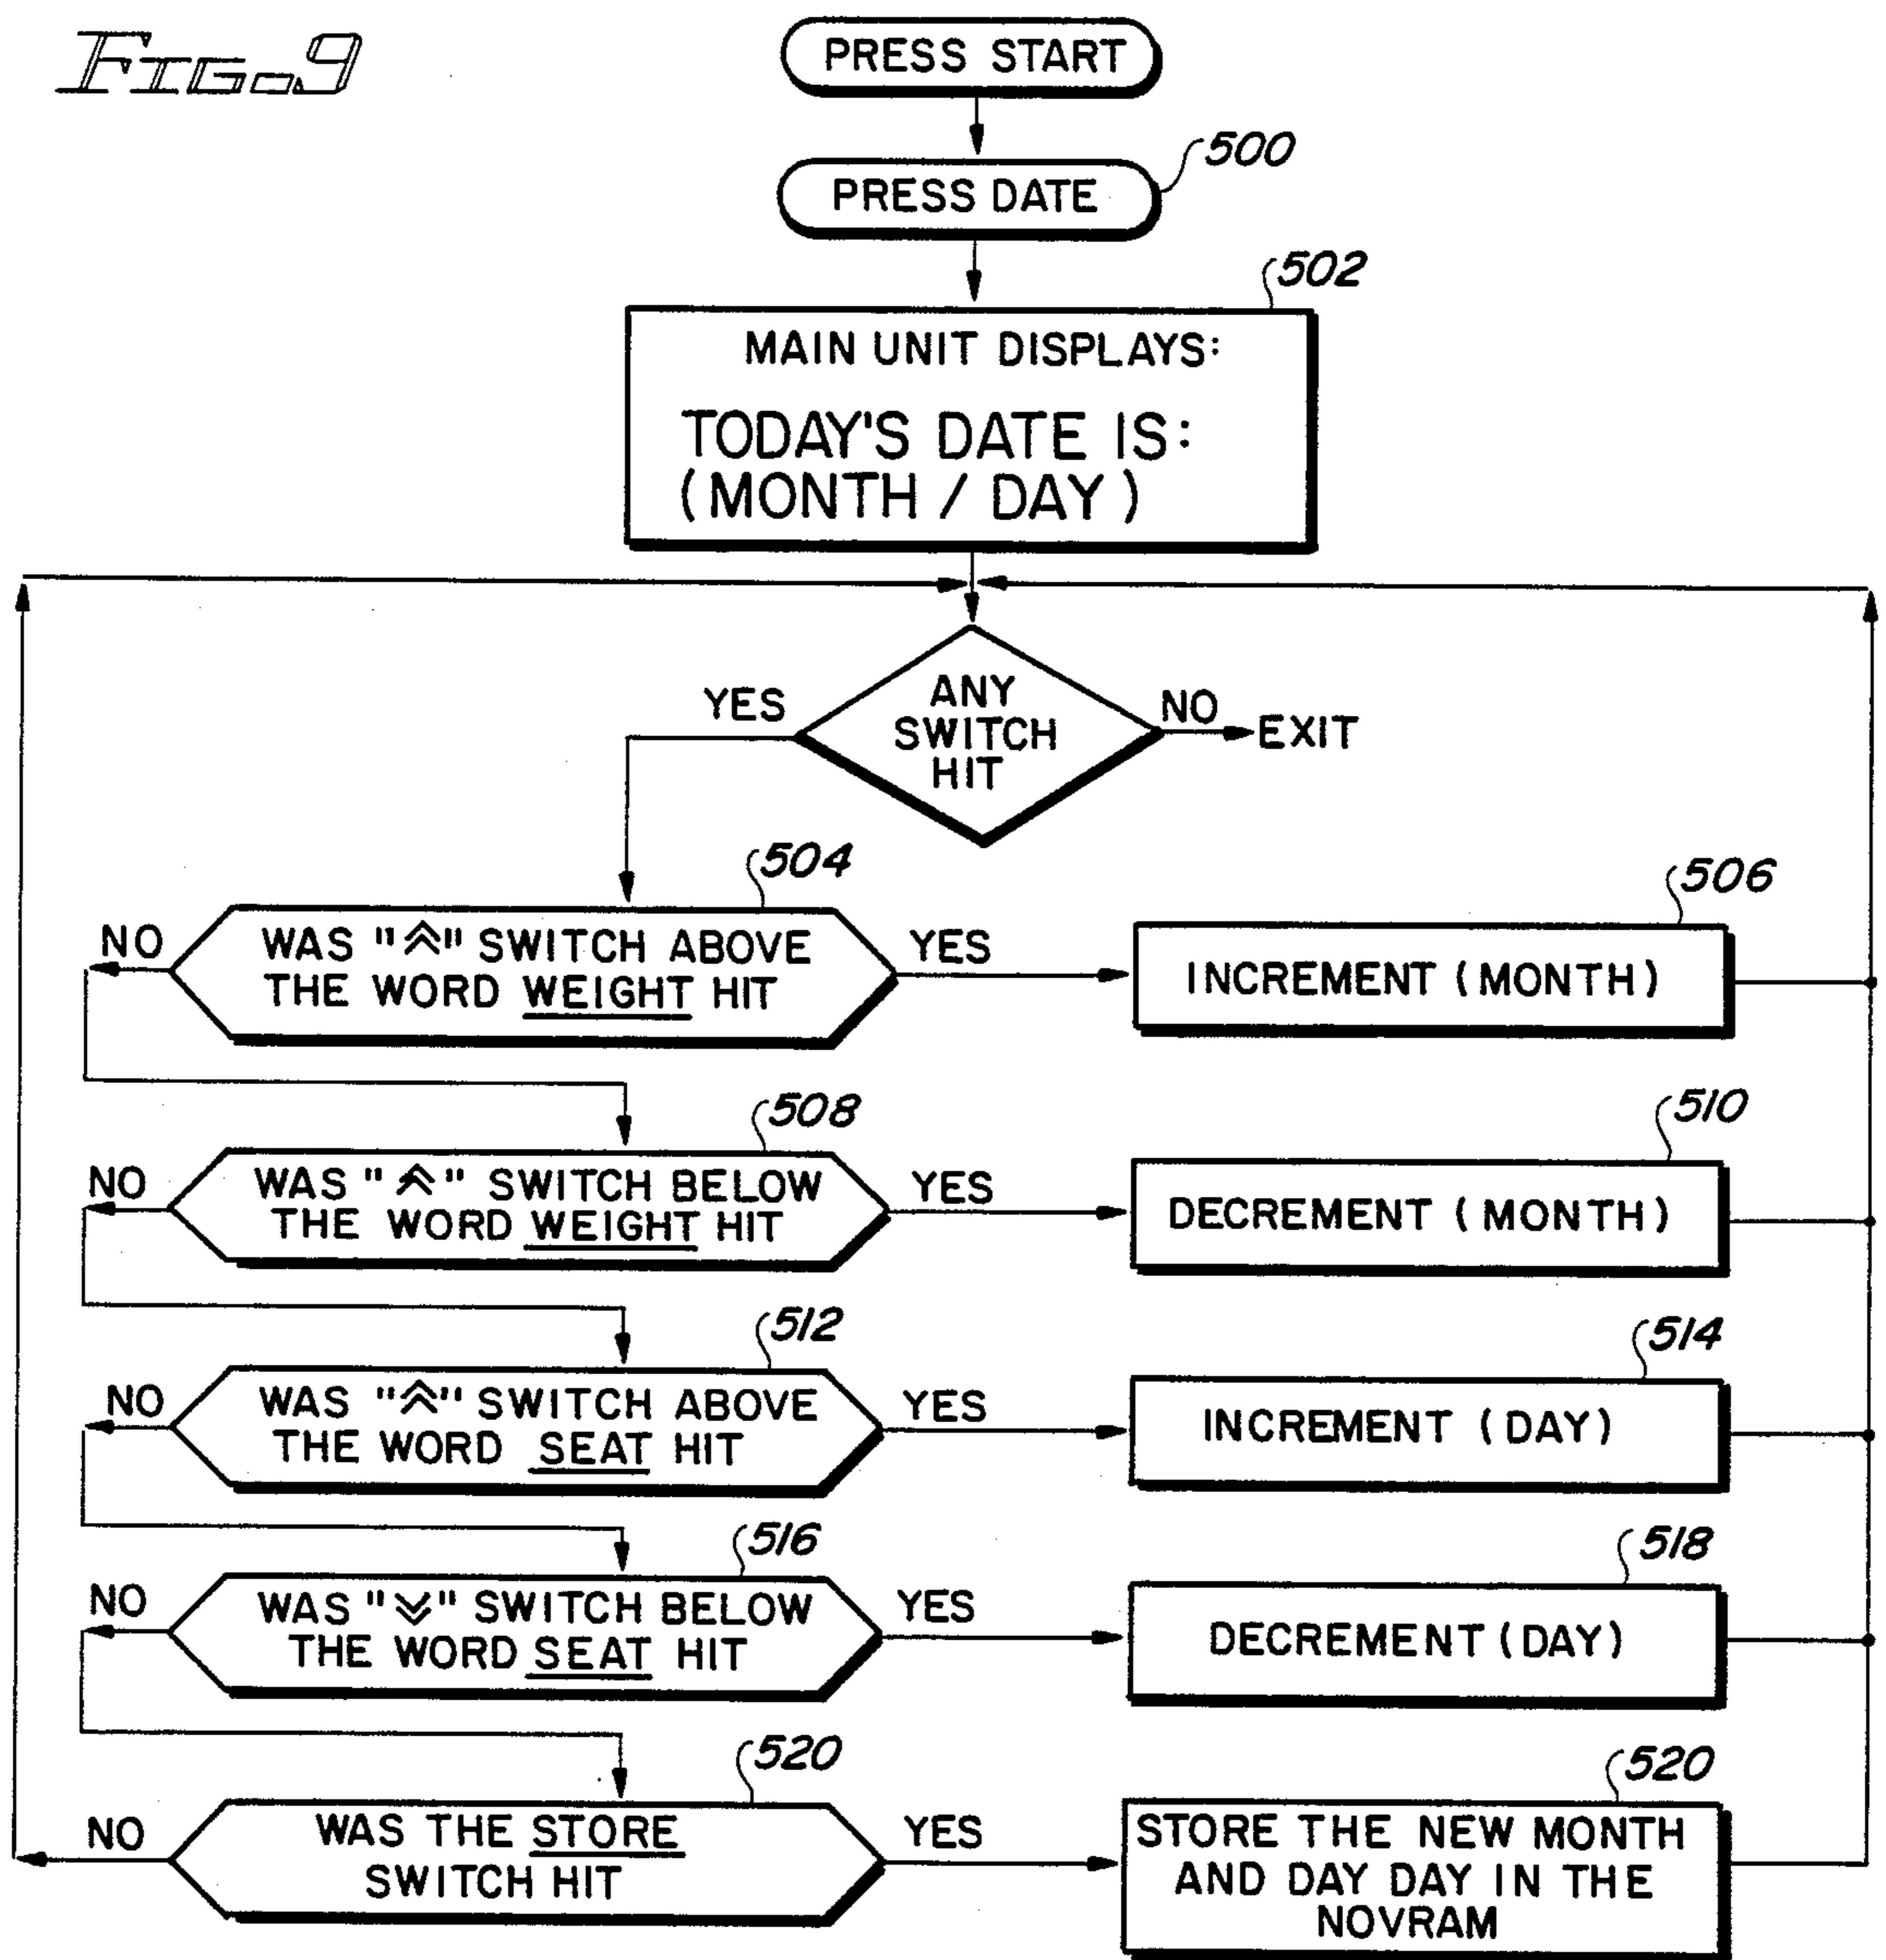 FIG-9
PRESS START
PRESS DATE
500
502
MAIN UNIT DISPLAYS:
TODAY'S DATE IS:
(MONTH / DAY)
ANY
SWITCH
HIT
YES
NO
EXIT
504
WAS "︽" SWITCH ABOVE
THE WORD WEIGHT HIT
NO
YES
506
INCREMENT (MONTH)
508
WAS "︽" SWITCH BELOW
THE WORD WEIGHT HIT
NO
YES
510
DECREMENT (MONTH)
512
WAS "︽" SWITCH ABOVE
THE WORD SEAT HIT
NO
YES
514
INCREMENT (DAY)
516
WAS "︾" SWITCH BELOW
THE WORD SEAT HIT
NO
YES
518
DECREMENT (DAY)
520
WAS THE STORE
SWITCH HIT
NO
YES
520
STORE THE NEW MONTH
AND DAY DAY IN THE
NOVRAM